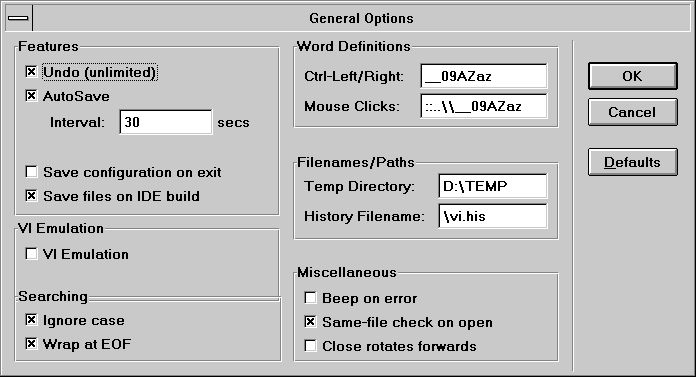 General Options
Features
Undo (unlimited)
AutoSave
Interval: 30 secs
Save configuration on exit
Save files on IDE build
VI Emulation
VI Emulation
Searching
Ignore case
Wrap at EOF
Word Definitions
Ctrl-Left/Right: __09AZaz
Mouse Clicks: ::..\\__09AZaz
Filenames/Paths
Temp Directory: D:\TEMP
History Filename: \vi.his
Miscellaneous
Beep on error
Same-file check on open
Close rotates forwards
OK
Cancel
Defaults